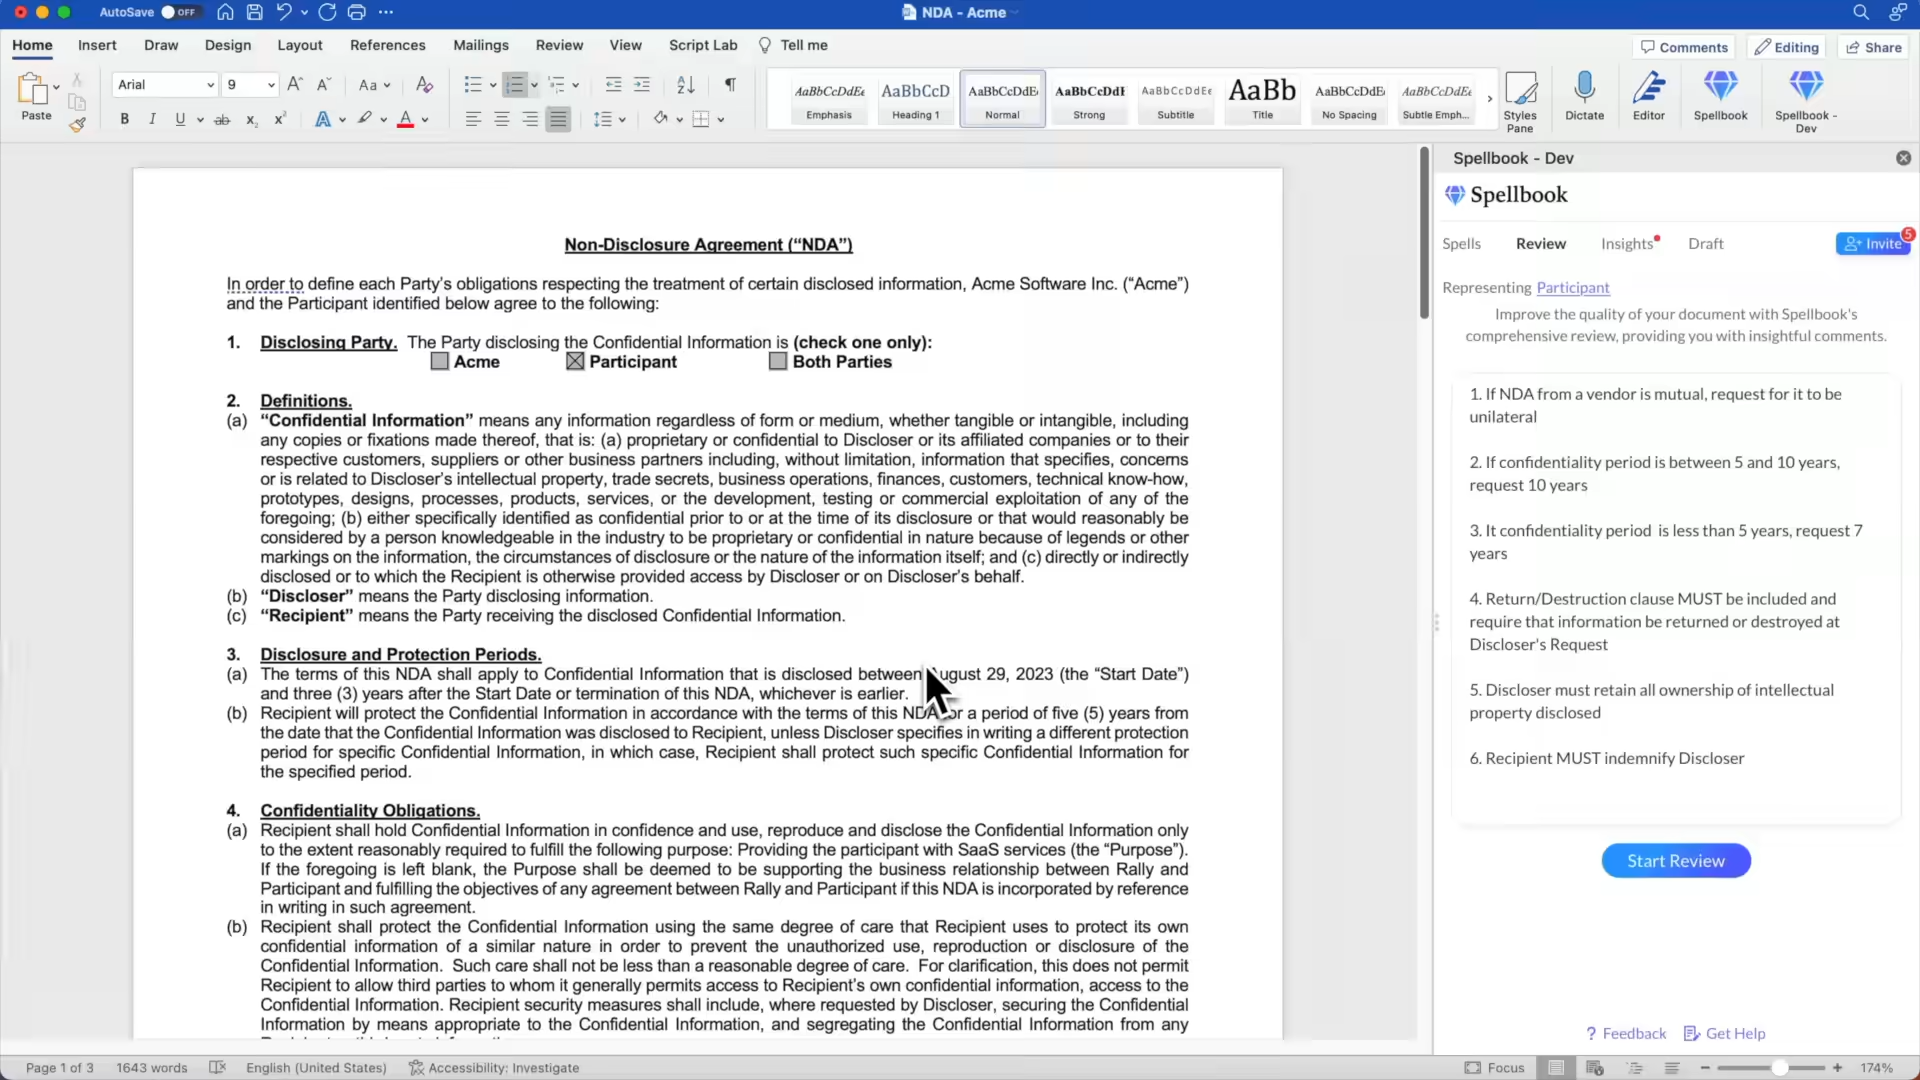 AutoSave OFF
NDA - Acme
Home Insert Draw Design Layout References Mailings Review View Script Lab Tell me
Comments Editing Share
Paste
Arial 9
AaBbCcDdEe AaBbCcD AaBbCcDdE AaBbCcDdE AaBbCcDdEe AaBb AaBbCcDdE AaBbCcDdEe
Emphasis Heading 1 Normal Strong Subtitle Title No Spacing Subtle Emph...
Styles Pane
Dictate
Editor
Spellbook
Spellbook - Dev
Non-Disclosure Agreement (“NDA”)
In order to define each Party’s obligations respecting the treatment of certain disclosed information, Acme Software Inc. (“Acme”)
and the Participant identified below agree to the following:
1. Disclosing Party. The Party disclosing the Confidential Information is (check one only):
Acme Participant Both Parties
2. Definitions.
(a) “Confidential Information” means any information regardless of form or medium, whether tangible or intangible, including
any copies or fixations made thereof, that is: (a) proprietary or confidential to Discloser or its affiliated companies or to their
respective customers, suppliers or other business partners including, without limitation, information that specifies, concerns
or is related to Discloser’s intellectual property, trade secrets, business operations, finances, customers, technical know-how,
prototypes, designs, processes, products, services, or the development, testing or commercial exploitation of any of the
foregoing; (b) either specifically identified as confidential prior to or at the time of its disclosure or that would reasonably be
considered by a person knowledgeable in the industry to be proprietary or confidential in nature because of legends or other
markings on the information, the circumstances of disclosure or the nature of the information itself; and (c) directly or indirectly
disclosed or to which the Recipient is otherwise provided access by Discloser or on Discloser’s behalf.
(b) “Discloser” means the Party disclosing information.
(c) “Recipient” means the Party receiving the disclosed Confidential Information.
3. Disclosure and Protection Periods.
(a) The terms of this NDA shall apply to Confidential Information that is disclosed between August 29, 2023 (the “Start Date”)
and three (3) years after the Start Date or termination of this NDA, whichever is earlier.
(b) Recipient will protect the Confidential Information in accordance with the terms of this NDA for a period of five (5) years from
the date that the Confidential Information was disclosed to Recipient, unless Discloser specifies in writing a different protection
period for specific Confidential Information, in which case, Recipient shall protect such specific Confidential Information for
the specified period.
4. Confidentiality Obligations.
(a) Recipient shall hold Confidential Information in confidence and use, reproduce and disclose the Confidential Information only
to the extent reasonably required to fulfill the following purpose: Providing the participant with SaaS services (the “Purpose”).
If the foregoing is left blank, the Purpose shall be deemed to be supporting the business relationship between Rally and
Participant and fulfilling the objectives of any agreement between Rally and Participant if this NDA is incorporated by reference
in writing in such agreement.
(b) Recipient shall protect the Confidential Information using the same degree of care that Recipient uses to protect its own
confidential information of a similar nature in order to prevent the unauthorized use, reproduction or disclosure of the
Confidential Information. Such care shall not be less than a reasonable degree of care. For clarification, this does not permit
Recipient to allow third parties to whom it generally permits access to Recipient’s own confidential information, access to the
Confidential Information. Recipient security measures shall include, where requested by Discloser, securing the Confidential
Information by means appropriate to the Confidential Information, and segregating the Confidential Information from any
Spellbook - Dev
Spellbook
Spells Review Insights Draft Invite 5
Representing Participant
Improve the quality of your document with Spellbook's
comprehensive review, providing you with insightful comments.
1. If NDA from a vendor is mutual, request for it to be
unilateral
2. If confidentiality period is between 5 and 10 years,
request 10 years
3. It confidentiality period is less than 5 years, request 7
years
4. Return/Destruction clause MUST be included and
require that information be returned or destroyed at
Discloser's Request
5. Discloser must retain all ownership of intellectual
property disclosed
6. Recipient MUST indemnify Discloser
Start Review
? Feedback Get Help
Page 1 of 3 1643 words English (United States) Accessibility: Investigate Focus 174%